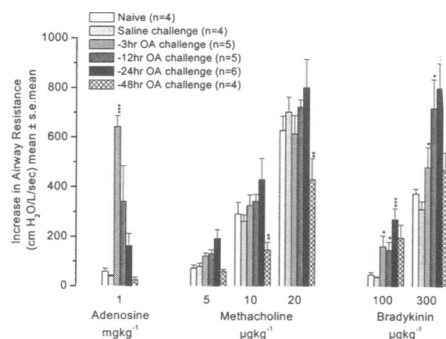 Naive (n=4)
Saline challenge (n=4)
-3hr OA challenge (n=5)
-12hr OA challenge (n=5)
-24hr OA challenge (n=6)
-48hr OA challenge (n=4)
Increase in Airway Resistance
(cm H₂O/L/sec) mean ± s.e.mean
1000
800
600
400
200
0
***
**
**
*
*
***
*
*
1
5
10
20
100
300
Adenosine
Methacholine
Bradykinin
mgkg⁻¹
µgkg⁻¹
µgkg⁻¹